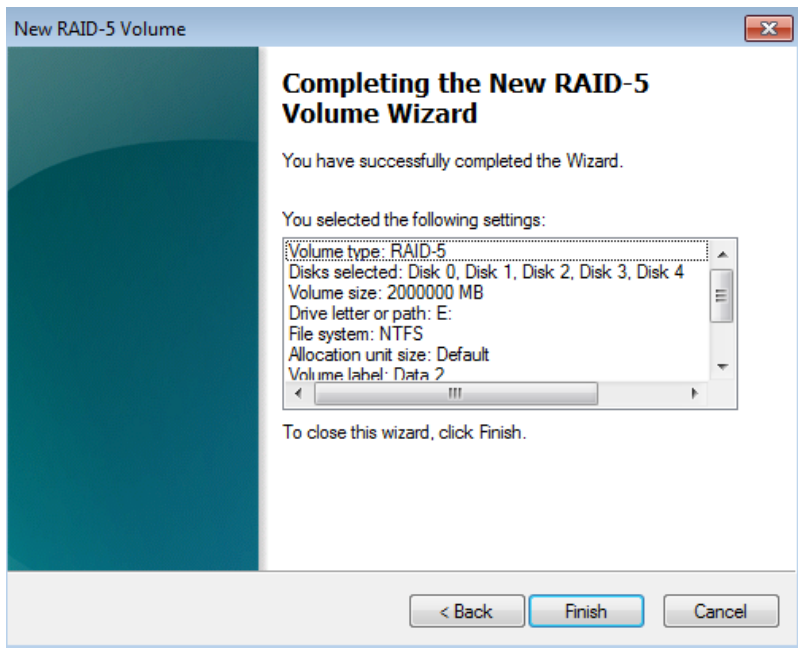 New RAID-5 Volume
Completing the New RAID-5
Volume Wizard
You have successfully completed the Wizard.
You selected the following settings:
Volume type: RAID-5
Disks selected: Disk 0, Disk 1, Disk 2, Disk 3, Disk 4
Volume size: 2000000 MB
Drive letter or path: E:
File system: NTFS
Allocation unit size: Default
Volume label: Data 2
To close this wizard, click Finish.
< Back Finish Cancel